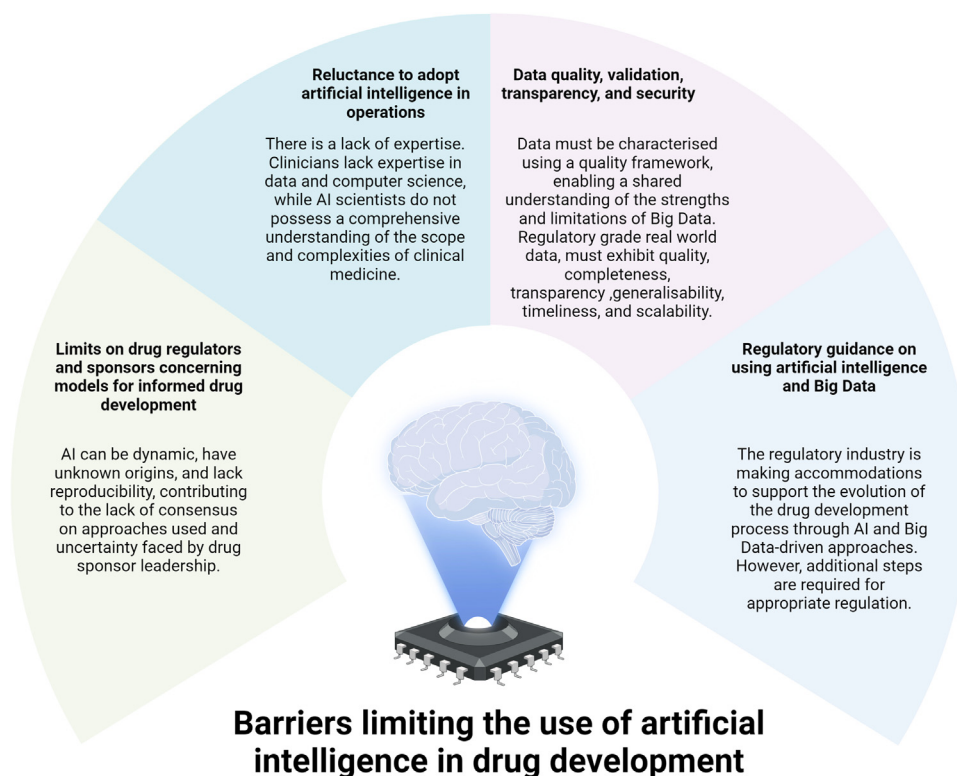 Reluctance to adopt
artificial intelligence in
operations
There is a lack of expertise.
Clinicians lack expertise in
data and computer science,
while AI scientists do not
possess a comprehensive
understanding of the scope
and complexities of clinical
medicine.
Data quality, validation,
transparency, and security
Data must be characterised
using a quality framework,
enabling a shared
understanding of the strengths
and limitations of Big Data.
Regulatory grade real world
data, must exhibit quality,
completeness,
transparency ,generalisability,
timeliness, and scalability.
Limits on drug regulators
and sponsors concerning
models for informed drug
development
AI can be dynamic, have
unknown origins, and lack
reproducibility, contributing
to the lack of consensus
on approaches used and
uncertainty faced by drug
sponsor leadership.
Regulatory guidance on
using artificial intelligence
and Big Data
The regulatory industry is
making accommodations
to support the evolution of
the drug development
process through AI and Big
Data-driven approaches.
However, additional steps
are required for
appropriate regulation.
Barriers limiting the use of artificial
intelligence in drug development